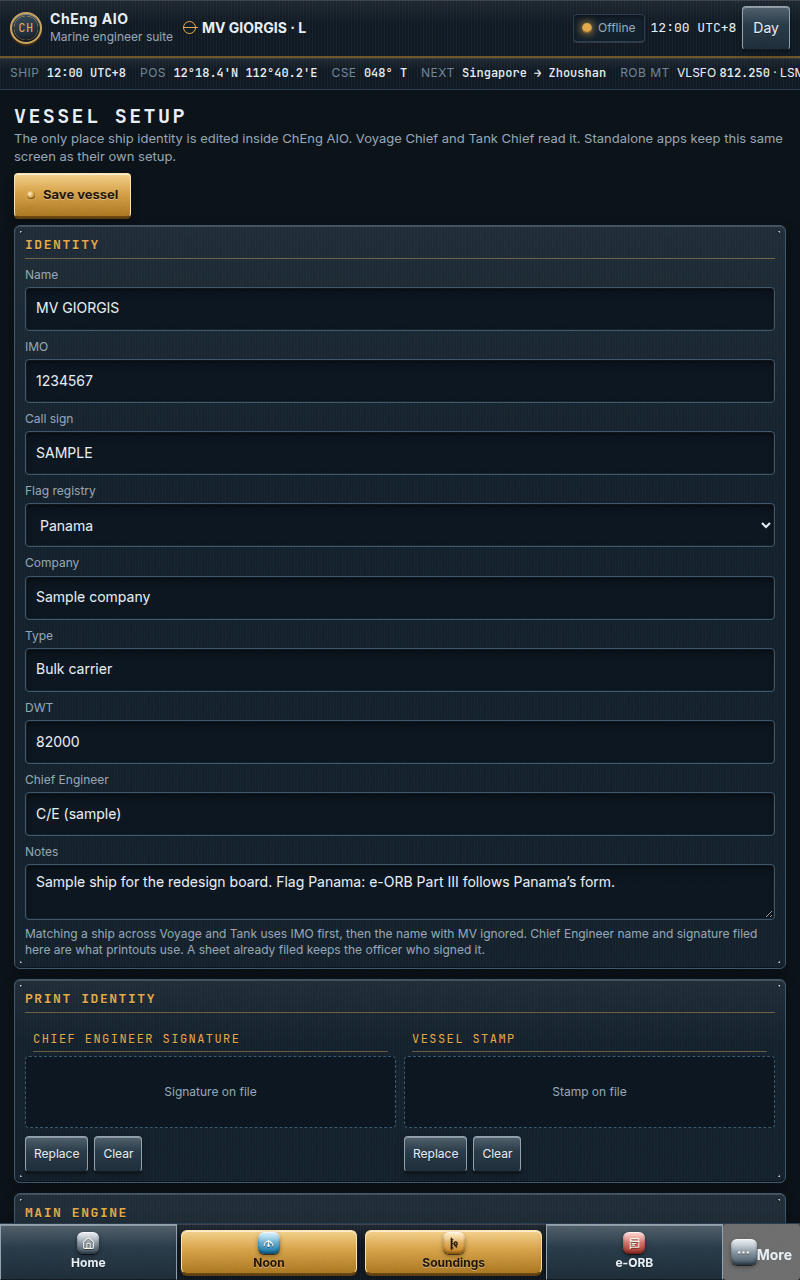 CH
ChEng AIO
Marine engineer suite
MV GIORGIS · L
Offline
12:00 UTC+8
Day
SHIP 12:00 UTC+8 POS 12°18.4'N 112°40.2'E CSE 048° T NEXT Singapore → Zhoushan ROB MT VLSFO 812.250 · LSM
VESSEL SETUP
The only place ship identity is edited inside ChEng AIO. Voyage Chief and Tank Chief read it. Standalone apps keep this same
screen as their own setup.
Save vessel
IDENTITY
Name
MV GIORGIS
IMO
1234567
Call sign
SAMPLE
Flag registry
Panama
Company
Sample company
Type
Bulk carrier
DWT
82000
Chief Engineer
C/E (sample)
Notes
Sample ship for the redesign board. Flag Panama: e-ORB Part III follows Panama's form.
Matching a ship across Voyage and Tank uses IMO first, then the name with MV ignored. Chief Engineer name and signature filed
here are what printouts use. A sheet already filed keeps the officer who signed it.
PRINT IDENTITY
CHIEF ENGINEER SIGNATURE
VESSEL STAMP
Signature on file
Stamp on file
Replace Clear
Replace Clear
MAIN ENGINE
Home
Noon
Soundings
e-ORB
More